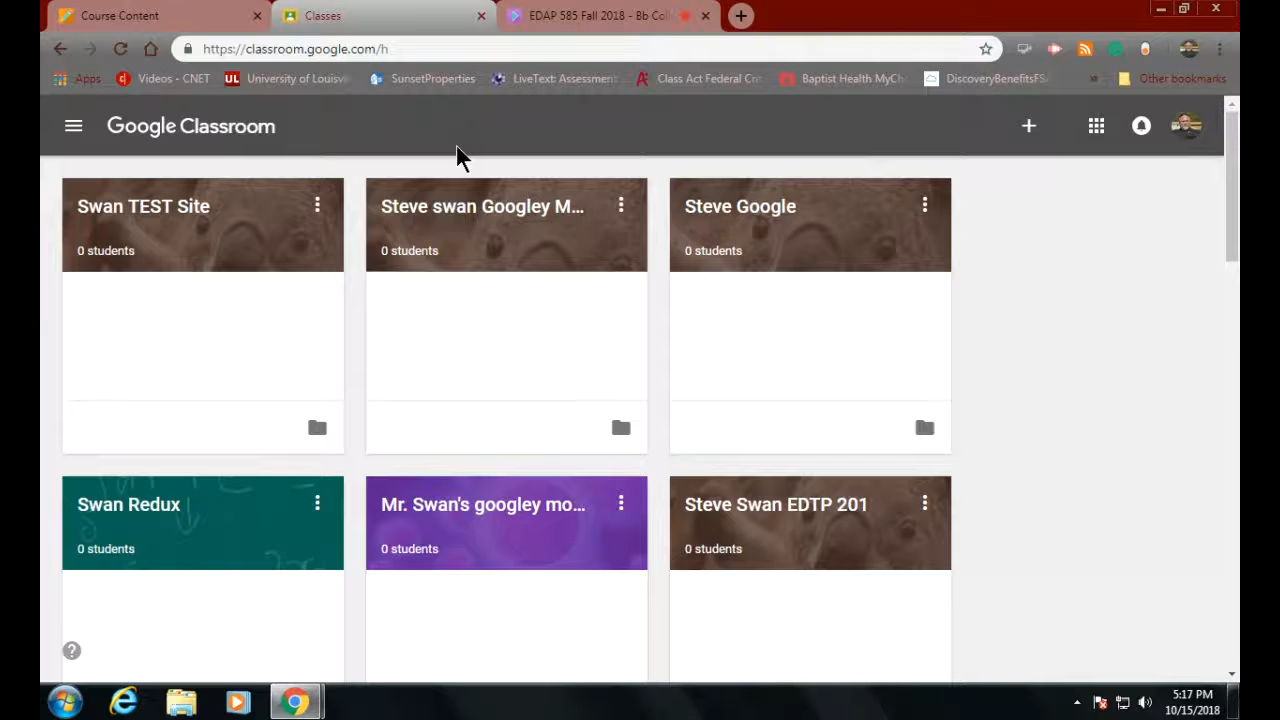 Course Content
Classes
EDAP 585 Fall 2018 - Bb Col
https://classroom.google.com/h
Apps
Videos - CNET
UL University of Louisvi
SunsetProperties
LiveText: Assessment
Class Act Federal Cr
Baptist Health MyCh
DiscoveryBenefitsFS
Other bookmarks
Google Classroom
Swan TEST Site
0 students
Steve swan Googley M...
0 students
Steve Google
0 students
Swan Redux
0 students
Mr. Swan's googley mo...
0 students
Steve Swan EDTP 201
0 students
5:17 PM
10/15/2018